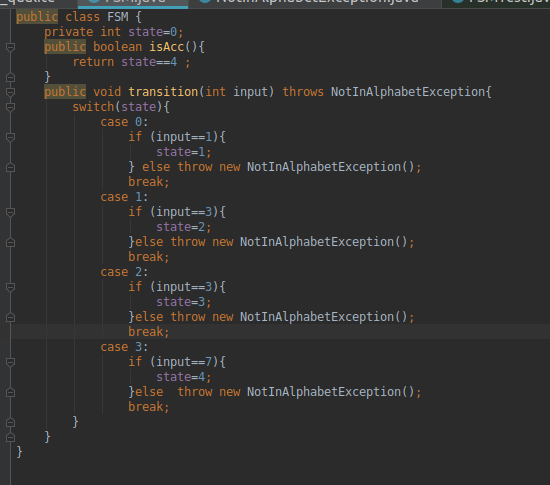 public class FSM {
    private int state=0;
    public boolean isAcc(){
        return state==4 ;
    }
    public void transition(int input) throws NotInAlphabetException{
        switch(state){
            case 0:
                if (input==1){
                    state=1;
                } else throw new NotInAlphabetException();
                break;
            case 1:
                if (input==3){
                    state=2;
                }else throw new NotInAlphabetException();
                break;
            case 2:
                if (input==3){
                    state=3;
                }else throw new NotInAlphabetException();
                break;
            case 3:
                if (input==7){
                    state=4;
                }else  throw new NotInAlphabetException();
                break;
        }
    }
}